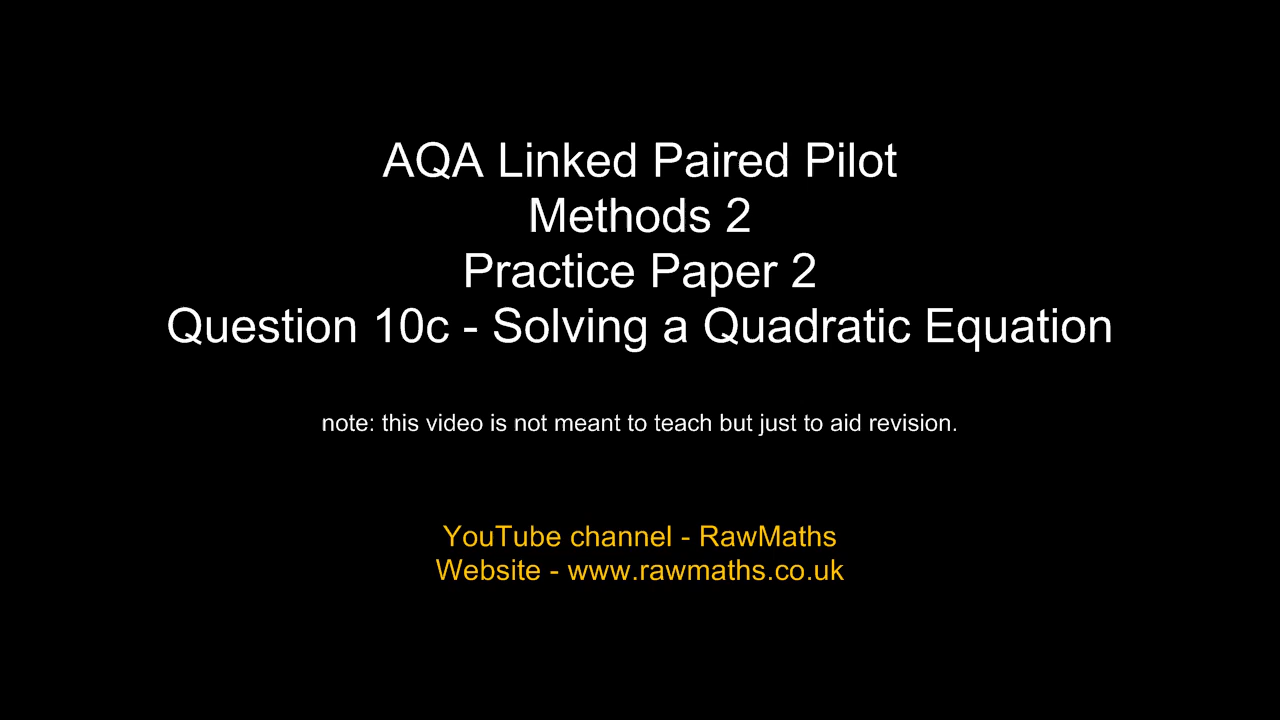 AQA Linked Paired Pilot
Methods 2
Practice Paper 2
Question 10c - Solving a Quadratic Equation
note: this video is not meant to teach but just to aid revision.
YouTube channel - RawMaths
Website - www.rawmaths.co.uk